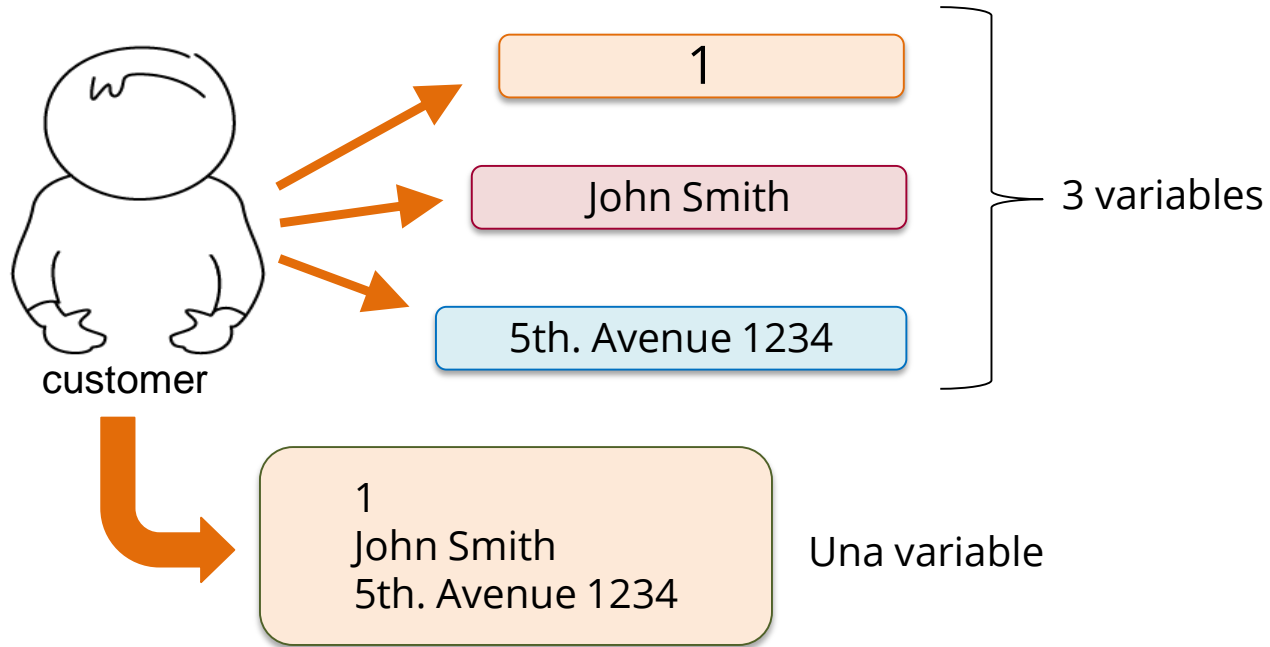 1
John Smith
3 variables
5th. Avenue 1234
customer
1
John Smith
Una variable
5th. Avenue 1234